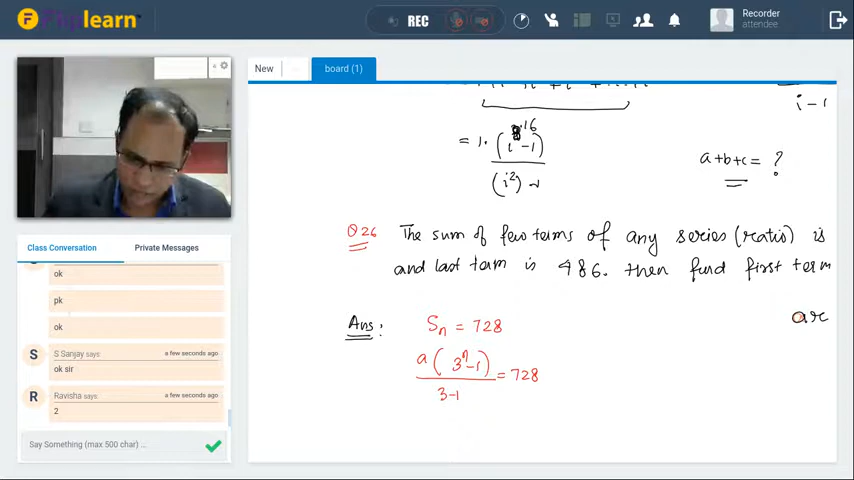 Fliplearn
REC
Recorder
attendee
New
board (1)
i-1
= 1. (i^16 -1)
(i²)
a+b+c = ?
Q26 The sum of few terms of any series (ratio) is
and last term is 486. then find first term
Ans: Sn = 728
a(3^n -1) = 728
3-1
Class Conversation
Private Messages
ok
pk
ok
S
S Sanjay says:
a few seconds ago
ok sir
R
Ravisha says:
a few seconds ago
2
Say Something (max 500 char) ...